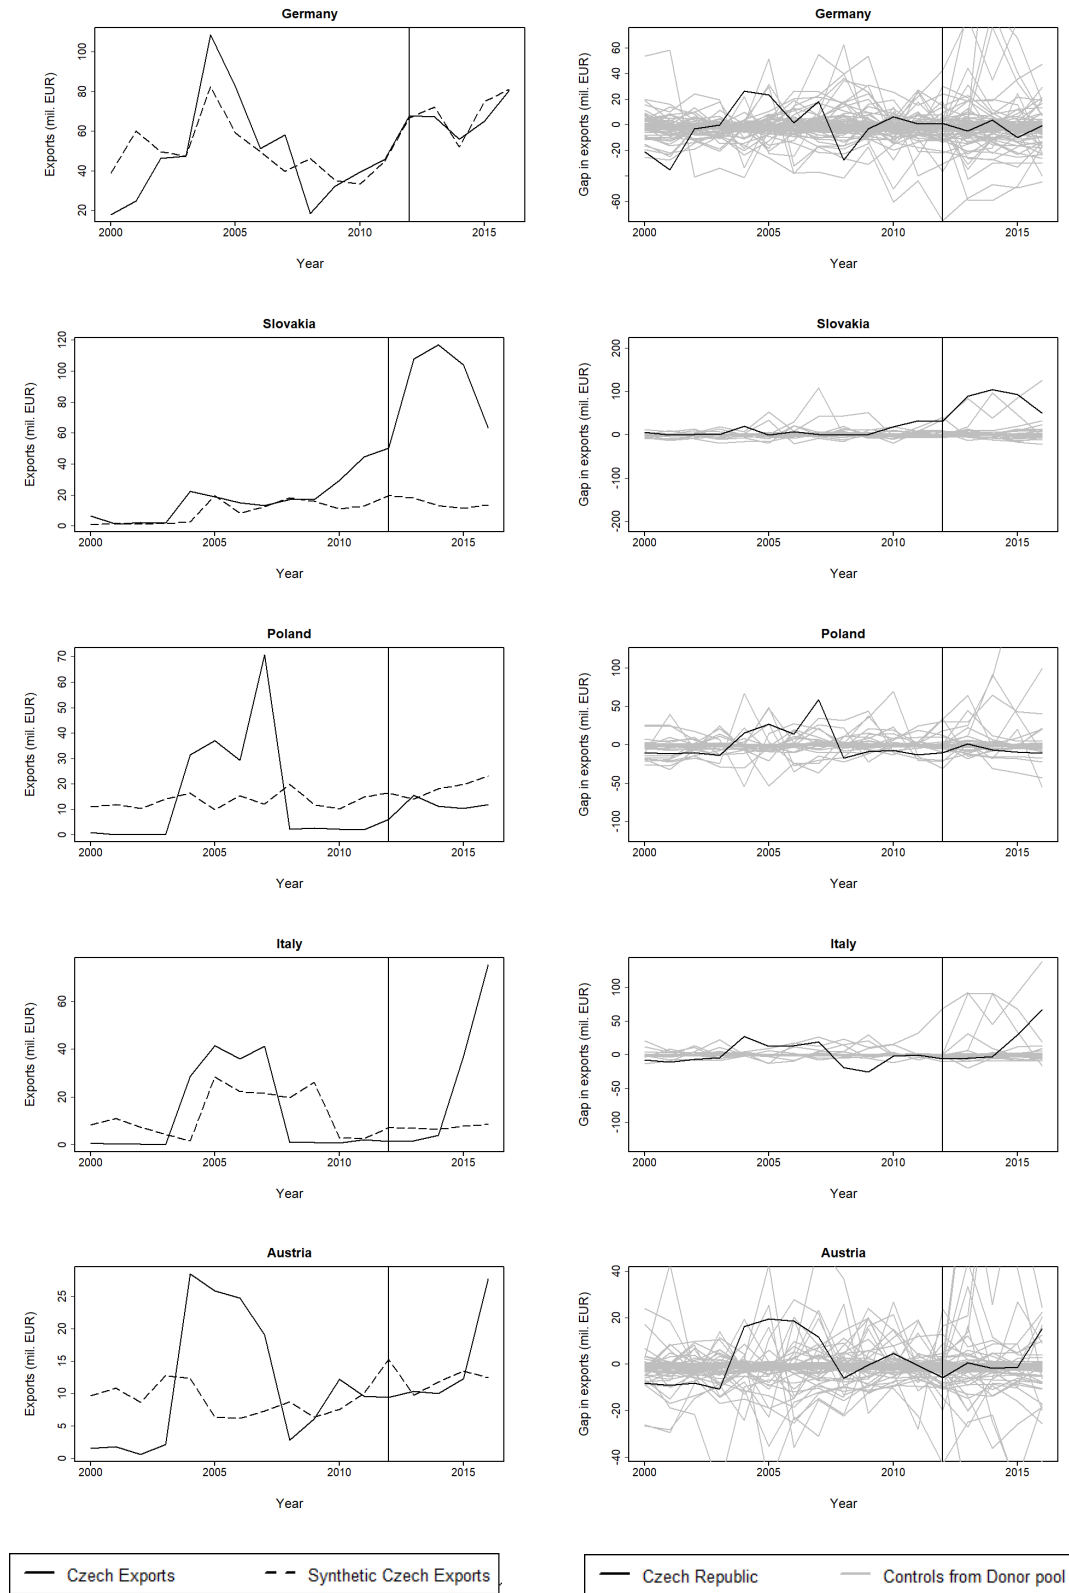 Germany
Exports (mil. EUR)
100
80
60
40
20
2000 2005 2010 2015
Year
Germany
Gap in exports (mil. EUR)
60
40
20
0
-20
-60
2000 2005 2010 2015
Year
Slovakia
Exports (mil. EUR)
120
100
80
60
40
20
0
2000 2005 2010 2015
Year
Slovakia
Gap in exports (mil. EUR)
200
100
0
-100
-200
2000 2005 2010 2015
Year
Poland
Exports (mil. EUR)
70
60
50
40
30
20
10
0
2000 2005 2010 2015
Year
Poland
Gap in exports (mil. EUR)
100
50
0
-50
-100
2000 2005 2010 2015
Year
Italy
Exports (mil. EUR)
60
40
20
0
2000 2005 2010 2015
Year
Italy
Gap in exports (mil. EUR)
100
50
0
-50
-100
2000 2005 2010 2015
Year
Austria
Exports (mil. EUR)
25
20
15
10
5
0
2000 2005 2010 2015
Year
Austria
Gap in exports (mil. EUR)
40
20
0
-20
-40
2000 2005 2010 2015
Year
Czech Exports Synthetic Czech Exports
Czech Republic Controls from Donor pool